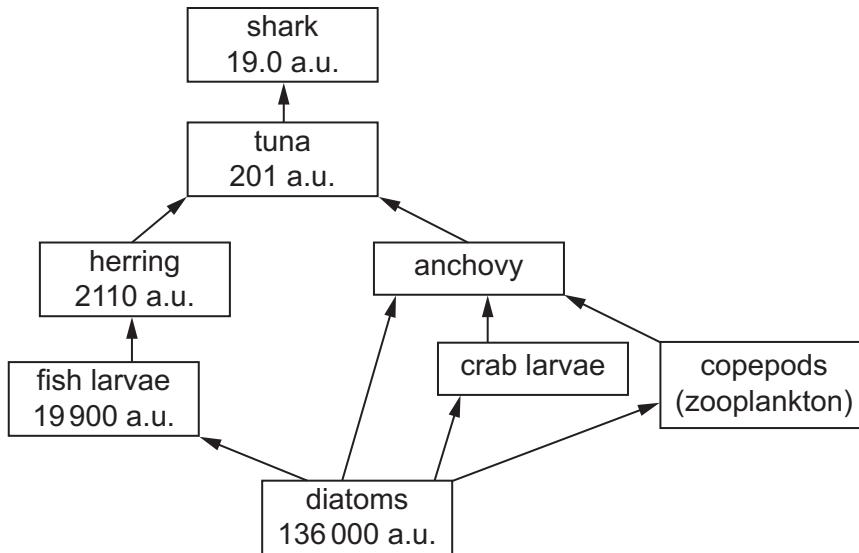 shark
19.0 a.u.
tuna
201 a.u.
herring
2110 a.u.
anchovy
fish larvae
19 900 a.u.
crab larvae
copepods
(zooplankton)
diatoms
136 000 a.u.